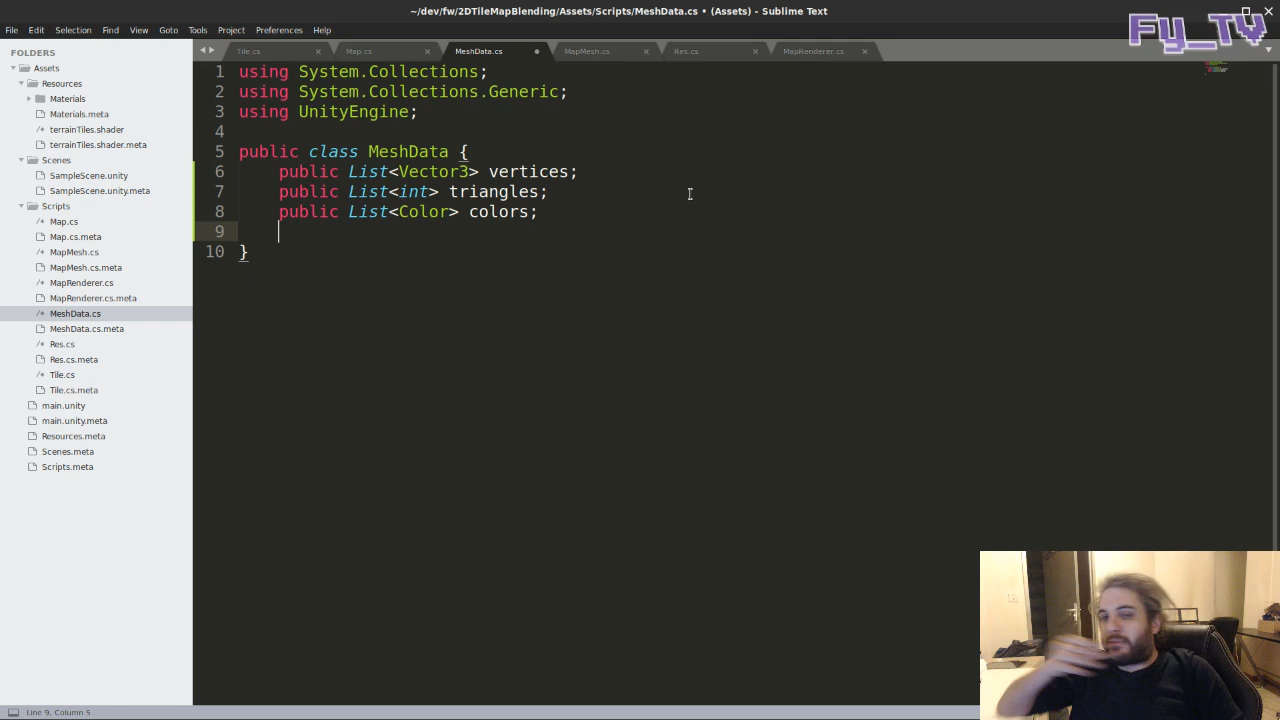 ~/dev/fw/2DTileMapBlending/Assets/Scripts/MeshData.cs • (Assets) - Sublime Text
File Edit Selection Find View Goto Tools Project Preferences Help
Fy_TV
FOLDERS
Assets
Resources
Materials
Materials.meta
terrainTiles.shader
terrainTiles.shader.meta
Scenes
SampleScene.unity
SampleScene.unity.meta
Scripts
Map.cs
Map.cs.meta
MapMesh.cs
MapMesh.cs.meta
MapRenderer.cs
MapRenderer.cs.meta
MeshData.cs
MeshData.cs.meta
Res.cs
Res.cs.meta
Tile.cs
Tile.cs.meta
main.unity
main.unity.meta
Resources.meta
Scenes.meta
Scripts.meta
Tile.cs Map.cs MeshData.cs MapMesh.cs Res.cs MapRenderer.cs
1 using System.Collections;
2 using System.Collections.Generic;
3 using UnityEngine;
4
5 public class MeshData {
6 public List<Vector3> vertices;
7 public List<int> triangles;
8 public List<Color> colors;
9
10 }
Line 9, Column 5